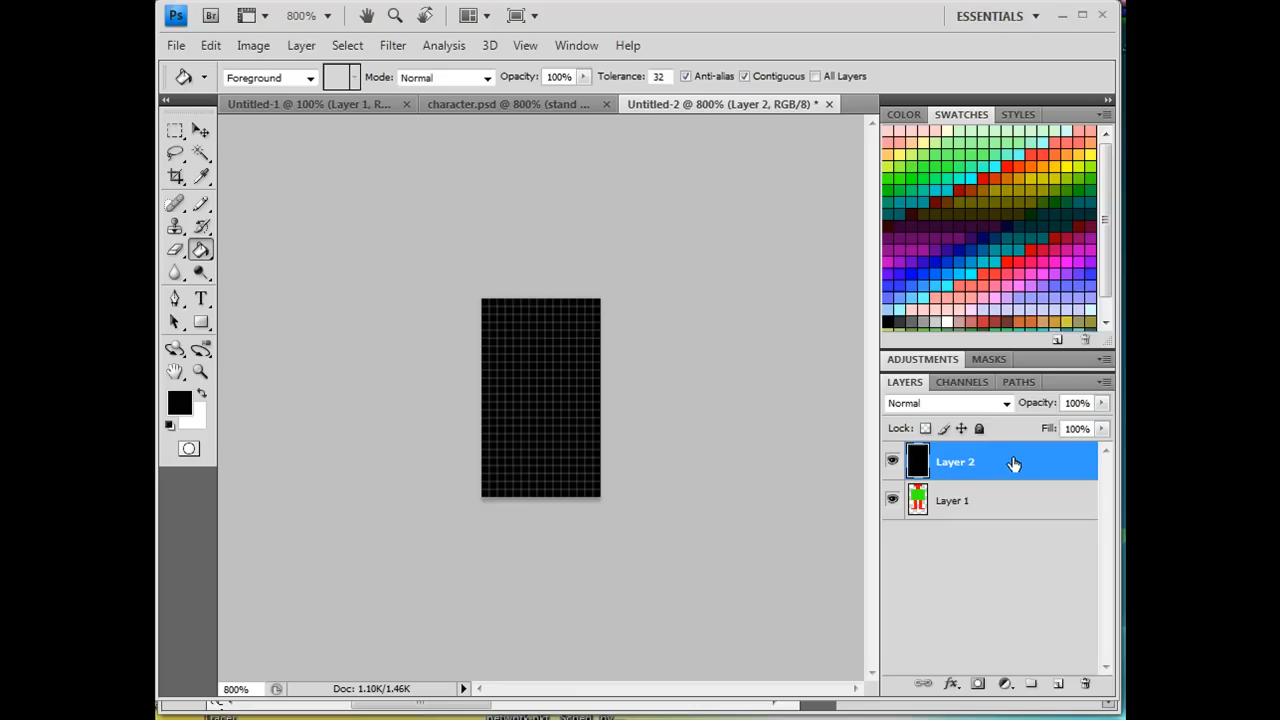 Ps Br 800% ESSENTIALS
File Edit Image Layer Select Filter Analysis 3D View Window Help
Foreground Mode: Normal Opacity: 100% Tolerance: 32 Anti-alias Contiguous All Layers
Untitled-1 @ 100% (Layer 1, R... × character.psd @ 800% (stand ... × Untitled-2 @ 800% (Layer 2, RGB/8) * ×
COLOR SWATCHES STYLES
T
ADJUSTMENTS MASKS
LAYERS CHANNELS PATHS
Normal Opacity: 100%
Lock: Fill: 100%
Layer 2
Layer 1
fx
800% Doc: 1.10K/1.46K